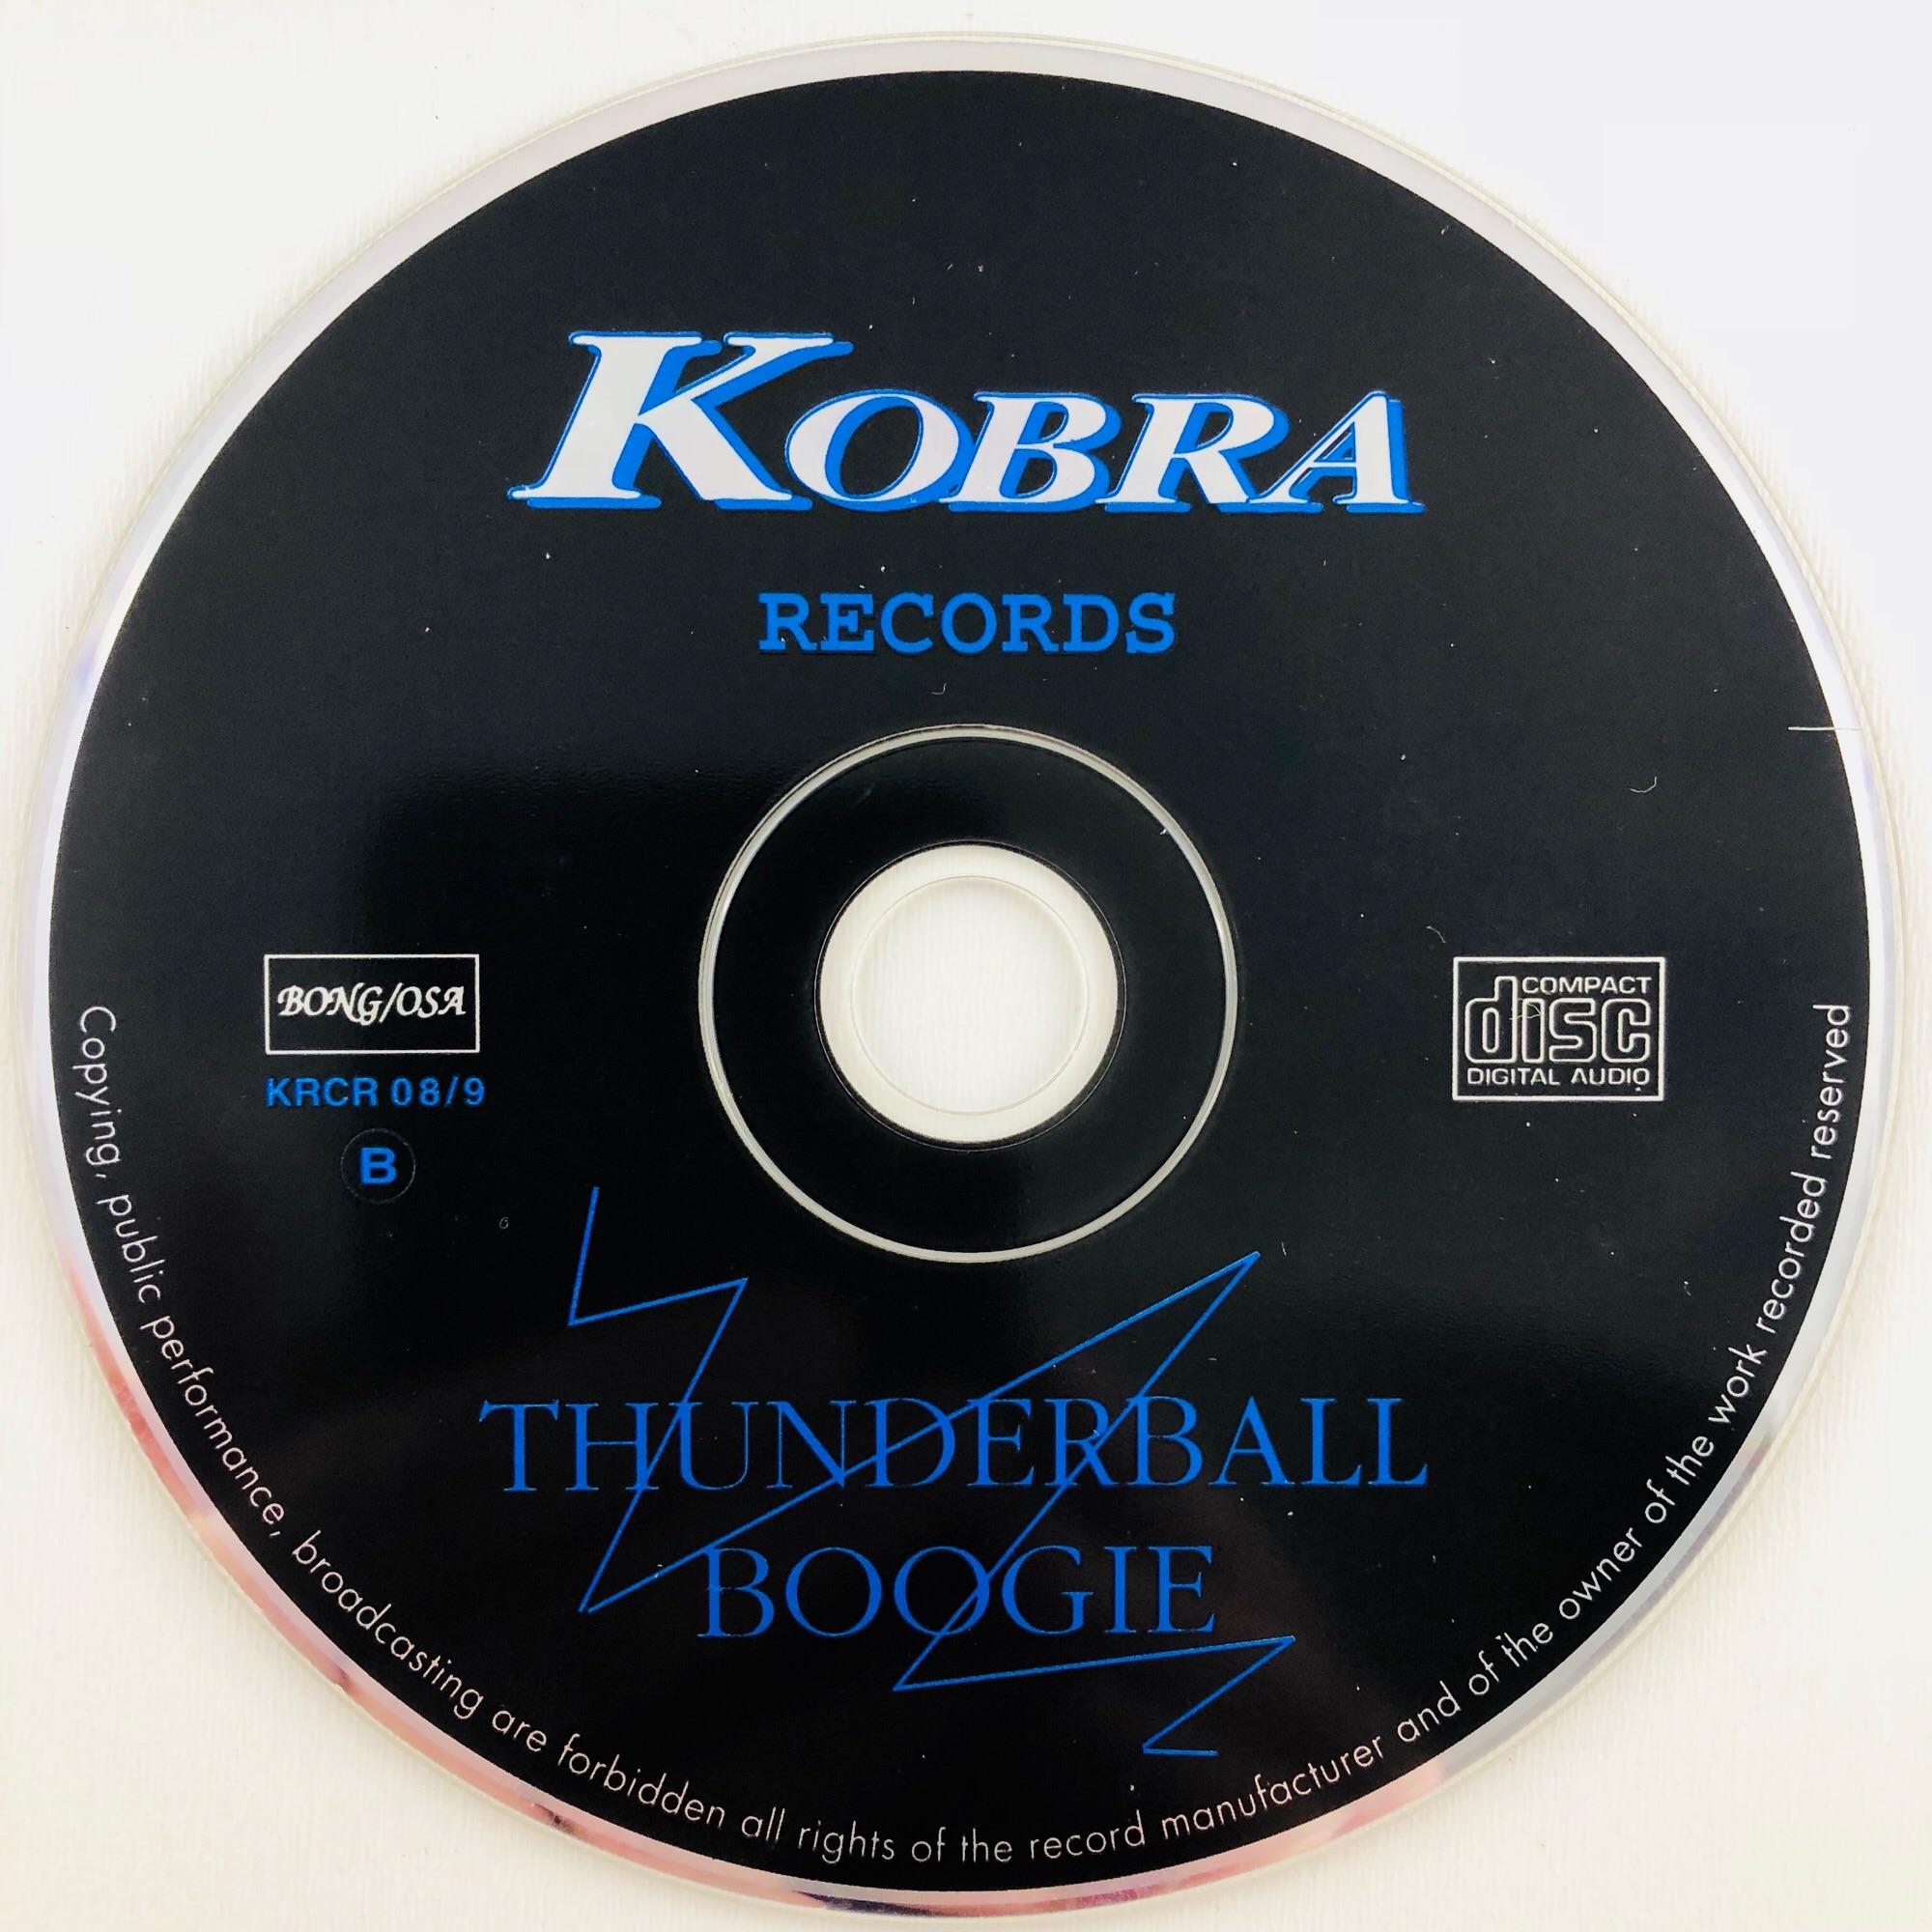 KOBRA
RECORDS
BONG/OSA
KRCR 08/9
B
COMPACT
disc
DIGITAL AUDIO
THUNDERBALL
BOOGIE
Copying, public performance, broadcasting are forbidden all rights of the record manufacturer and of the owner of the work recorded reserved